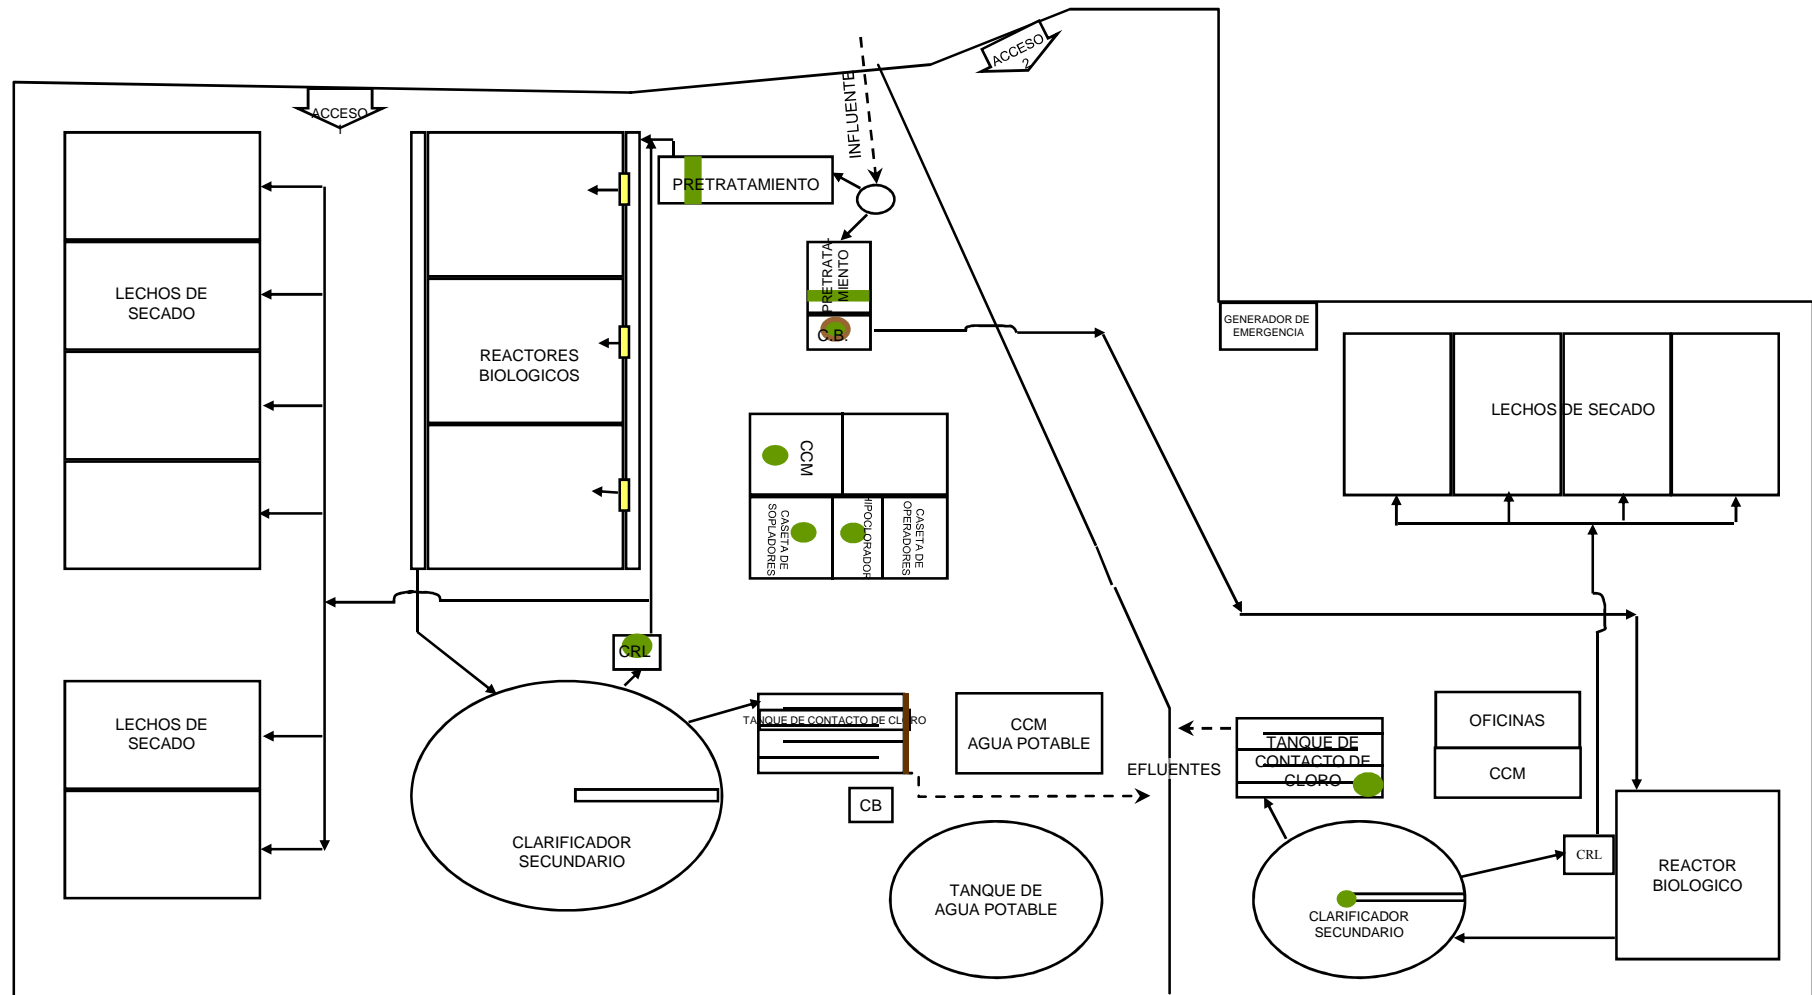 ACCESO
1
ACCESO
2
INFLUENTE
PRETRATAMIENTO
PRETRATA-
MIENTO
C.B.
LECHOS DE
SECADO
REACTORES
BIOLOGICOS
GENERADOR DE
EMERGENCIA
LECHOS DE SECADO
CCM
CASETA DE
SOPLADORES
HIPOCLORADOR
CASETA DE
OPERADORES
CRL
LECHOS DE
SECADO
TANQUE DE CONTACTO DE CLORO
CCM
AGUA POTABLE
EFLUENTES
TANQUE DE
CONTACTO DE
CLORO
OFICINAS
CCM
CB
CLARIFICADOR
SECUNDARIO
TANQUE DE
AGUA POTABLE
CLARIFICADOR
SECUNDARIO
CRL
REACTOR
BIOLOGICO